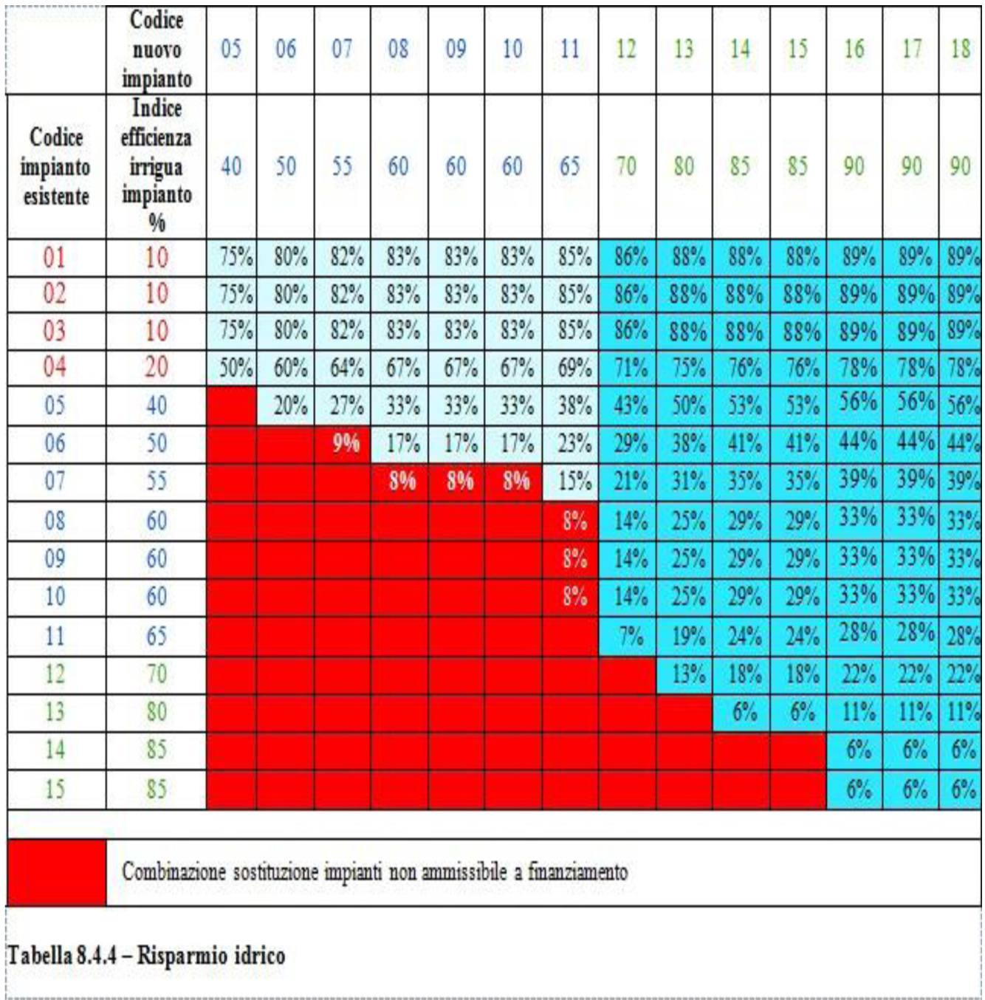 Codice nuovo impianto 05 06 07 08 09 10 11 12 13 14 15 16 17 18
Codice impianto esistente Indice efficienza irrigua impianto % 40 50 55 60 60 60 65 70 80 85 85 90 90 90
01 10 75% 80% 82% 83% 83% 83% 85% 86% 88% 88% 88% 89% 89% 89%
02 10 75% 80% 82% 83% 83% 83% 85% 86% 88% 88% 88% 89% 89% 89%
03 10 75% 80% 82% 83% 83% 83% 85% 86% 88% 88% 88% 89% 89% 89%
04 20 50% 60% 64% 67% 67% 67% 69% 71% 75% 76% 76% 78% 78% 78%
05 40 20% 27% 33% 33% 33% 38% 43% 50% 53% 53% 56% 56% 56%
06 50 9% 17% 17% 17% 23% 29% 38% 41% 41% 44% 44% 44%
07 55 8% 8% 8% 15% 21% 31% 35% 35% 39% 39% 39%
08 60 8% 14% 25% 29% 29% 33% 33% 33%
09 60 8% 14% 25% 29% 29% 33% 33% 33%
10 60 8% 14% 25% 29% 29% 33% 33% 33%
11 65 7% 19% 24% 24% 28% 28% 28%
12 70 13% 18% 18% 22% 22% 22%
13 80 6% 6% 11% 11% 11%
14 85 6% 6% 6%
15 85 6% 6% 6%
Combinazione sostituzione impianti non ammissibile a finanziamento
Tabella 8.4.4 – Risparmio idrico